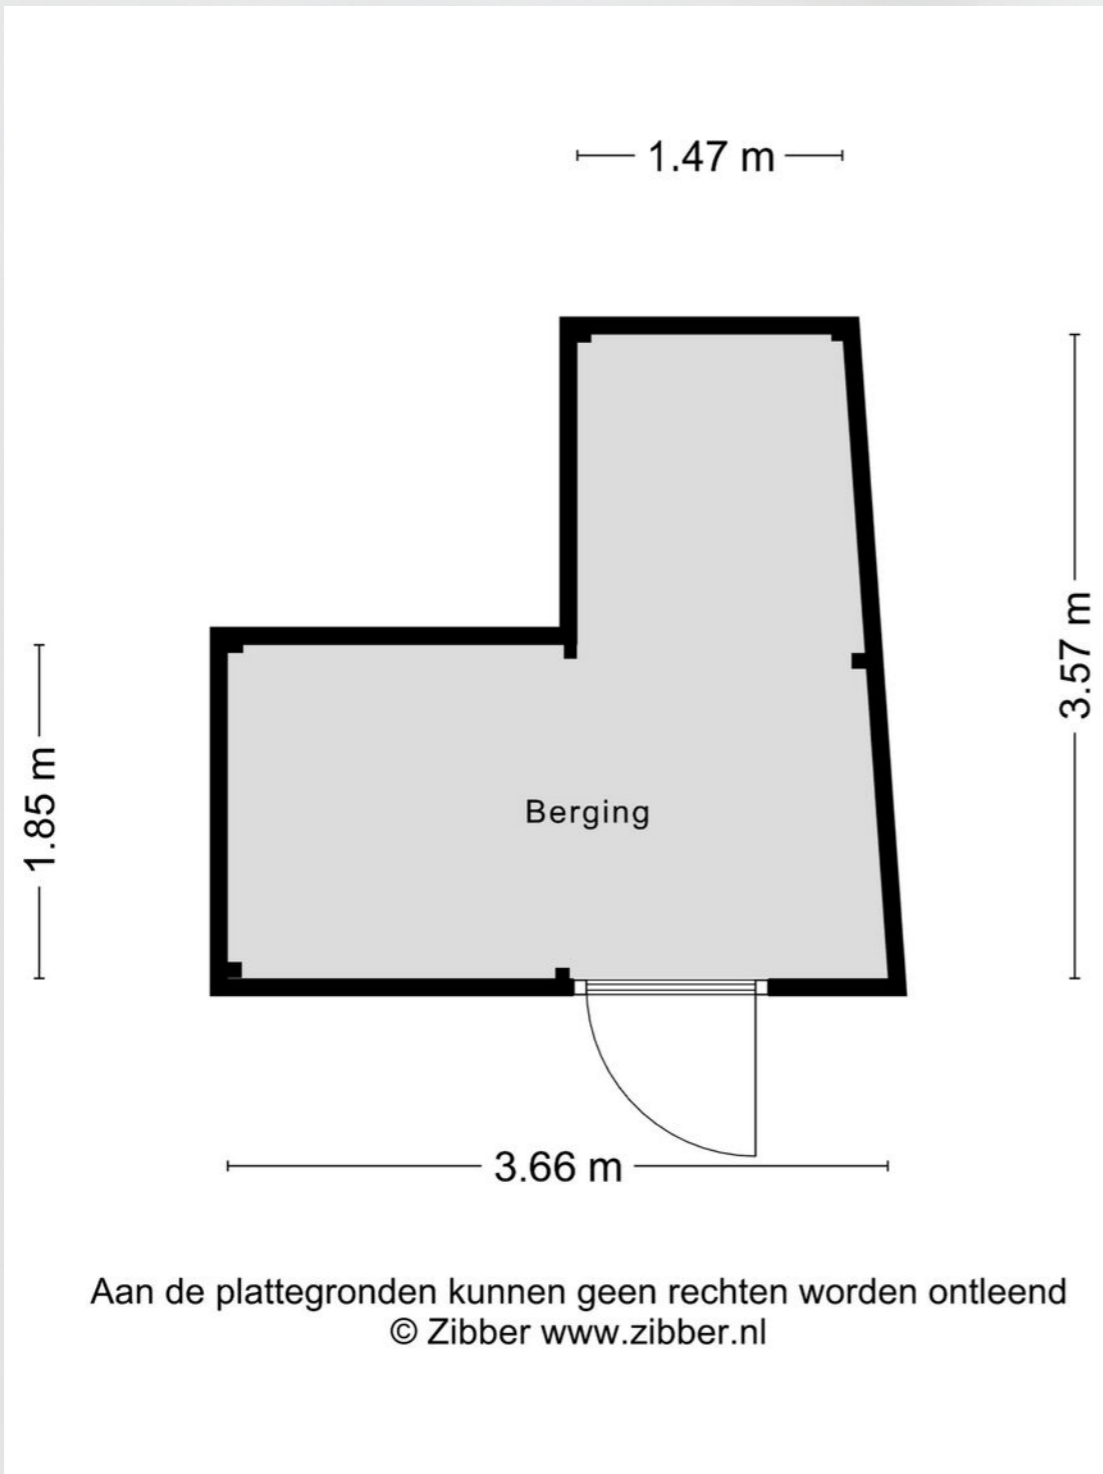 1.47 m
3.57 m
1.85 m
Berging
3.66 m
Aan de plattegronden kunnen geen rechten worden ontleend
© Zibber www.zibber.nl